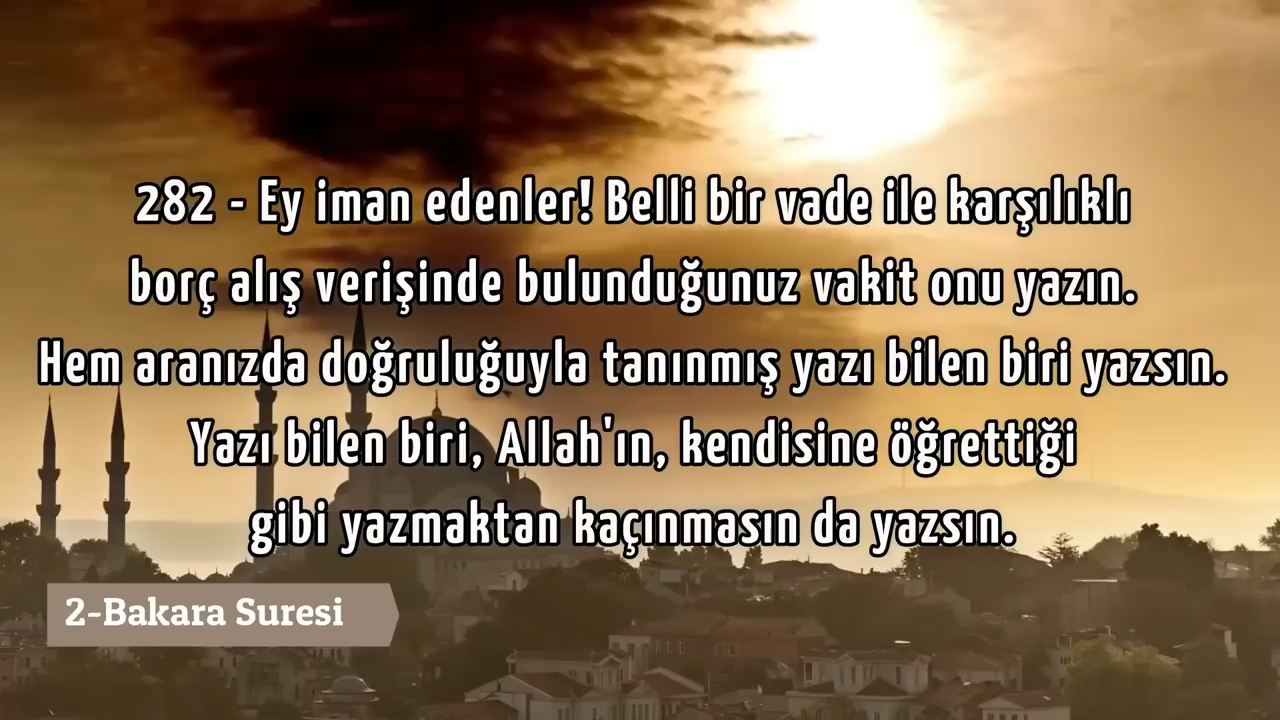 282 - Ey iman edenler! Belli bir vade ile karşılıklı
borç alış verişinde bulunduğunuz vakit onu yazın.
Hem aranızda doğruluğuyla tanınmış yazı bilen biri yazsın.
Yazı bilen biri, Allah'ın, kendisine öğrettiği
gibi yazmaktan kaçınmasın da yazsın.
2-Bakara Suresi